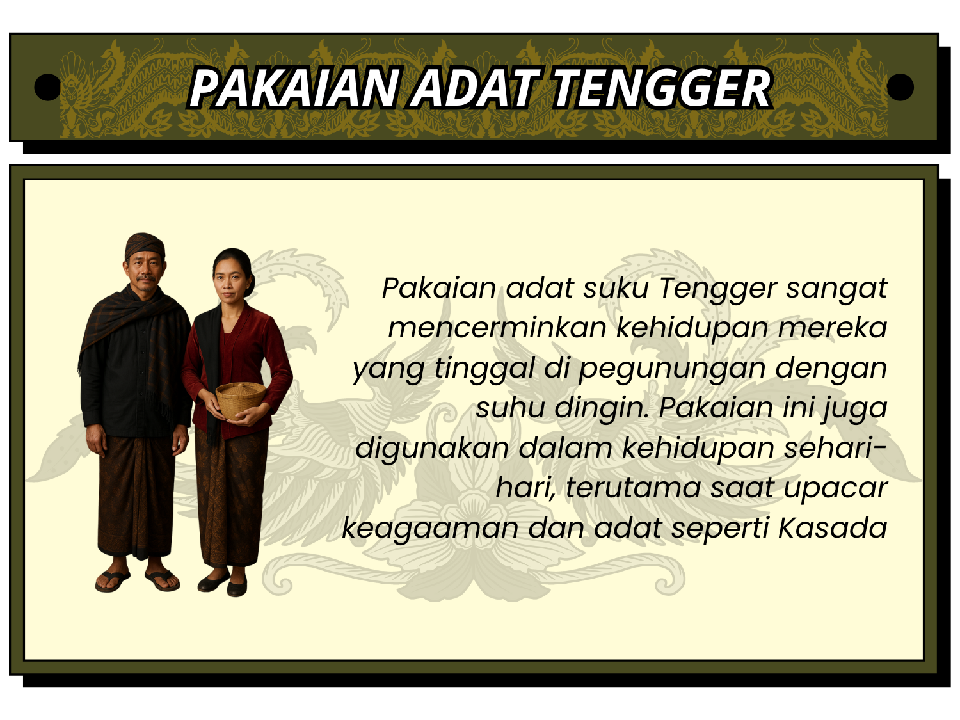 PAKAIAN ADAT TENGGER
Pakaian adat suku Tengger sangat
mencerminkan kehidupan mereka
yang tinggal di pegunungan dengan
suhu dingin. Pakaian ini juga
digunakan dalam kehidupan sehari-
hari, terutama saat upacar
keagaaman dan adat seperti Kasada